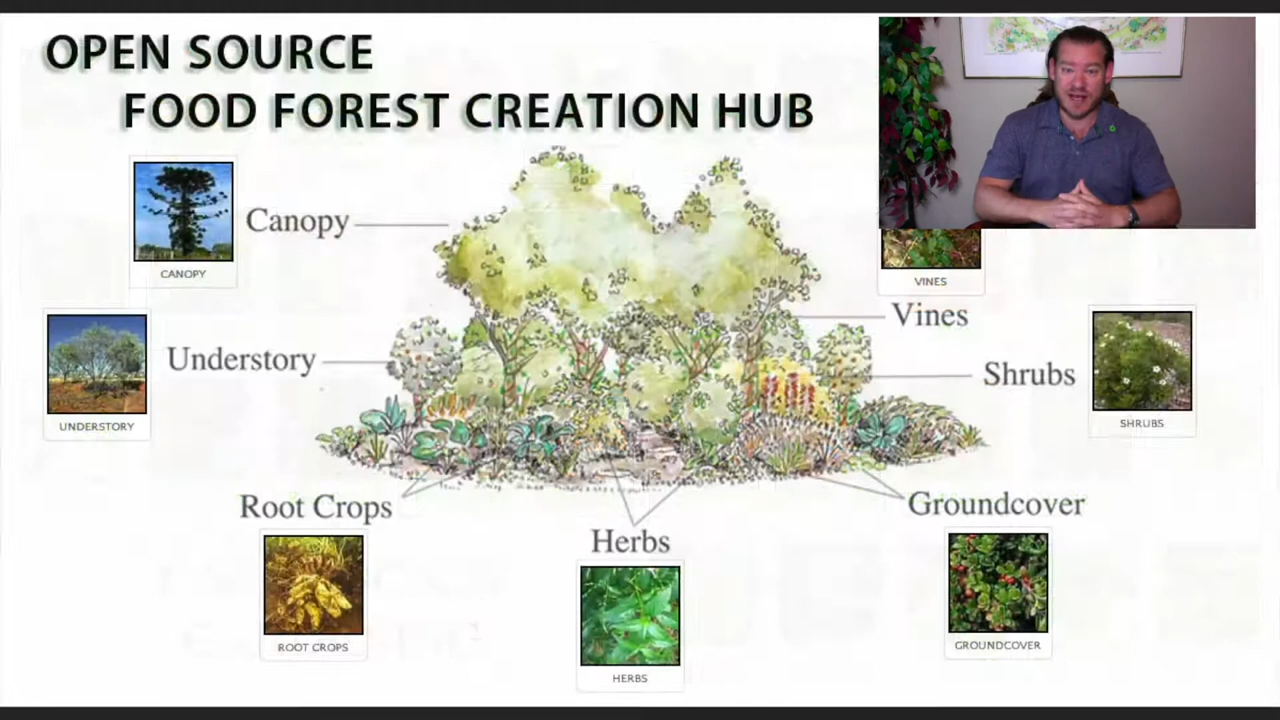 OPEN SOURCE
FOOD FOREST CREATION HUB
Canopy
CANOPY
VINES
Vines
Understory
UNDERSTORY
Shrubs
SHRUBS
Root Crops
ROOT CROPS
Herbs
HERBS
Groundcover
GROUNDCOVER